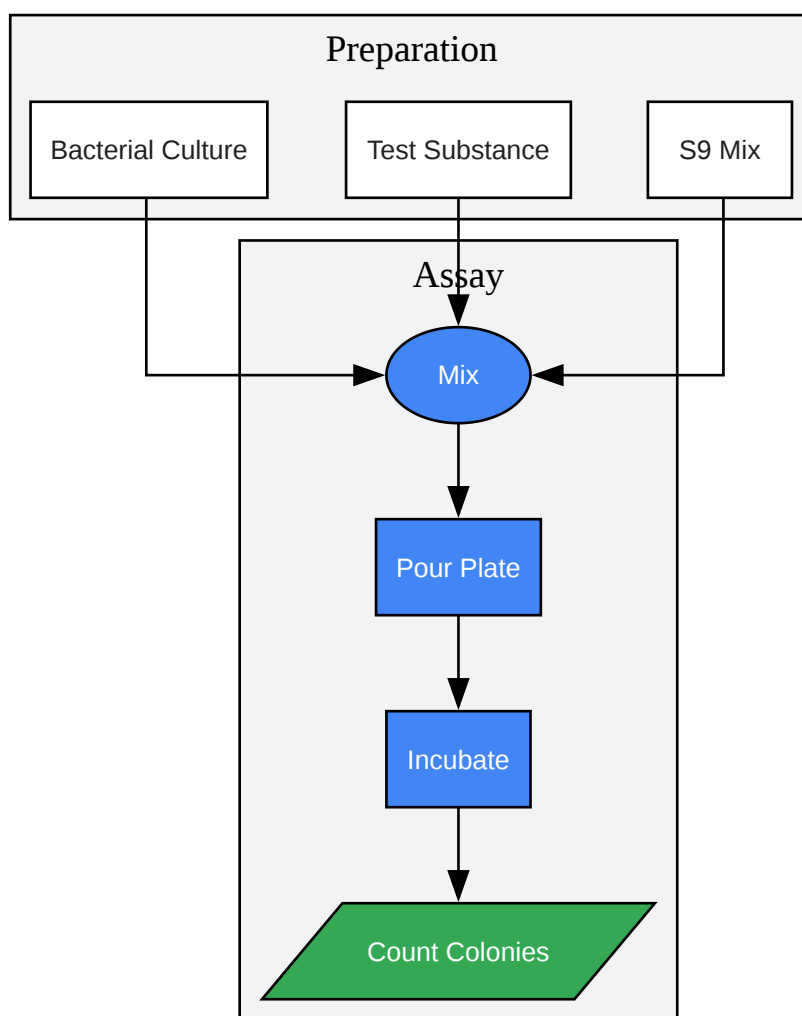 Preparation
Bacterial Culture
Test Substance
S9 Mix
Assay
Mix
Pour Plate
Incubate
Count Colonies